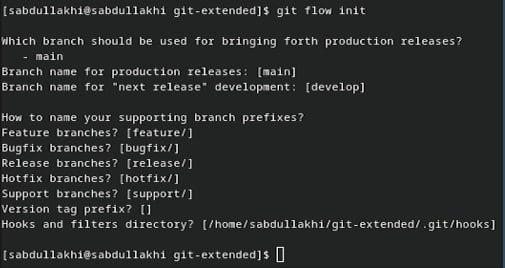 [sabdullakhi@sabdullakhi git-extended]$ git flow init
Which branch should be used for bringing forth production releases?
- main
Branch name for production releases: [main]
Branch name for "next release" development: [develop]
How to name your supporting branch prefixes?
Feature branches? [feature/]
Bugfix branches? [bugfix/]
Release branches? [release/]
Hotfix branches? [hotfix/]
Support branches? [support/]
Version tag prefix? []
Hooks and filters directory? [/home/sabdullakhi/git-extended/.git/hooks]
[sabdullakhi@sabdullakhi git-extended]$